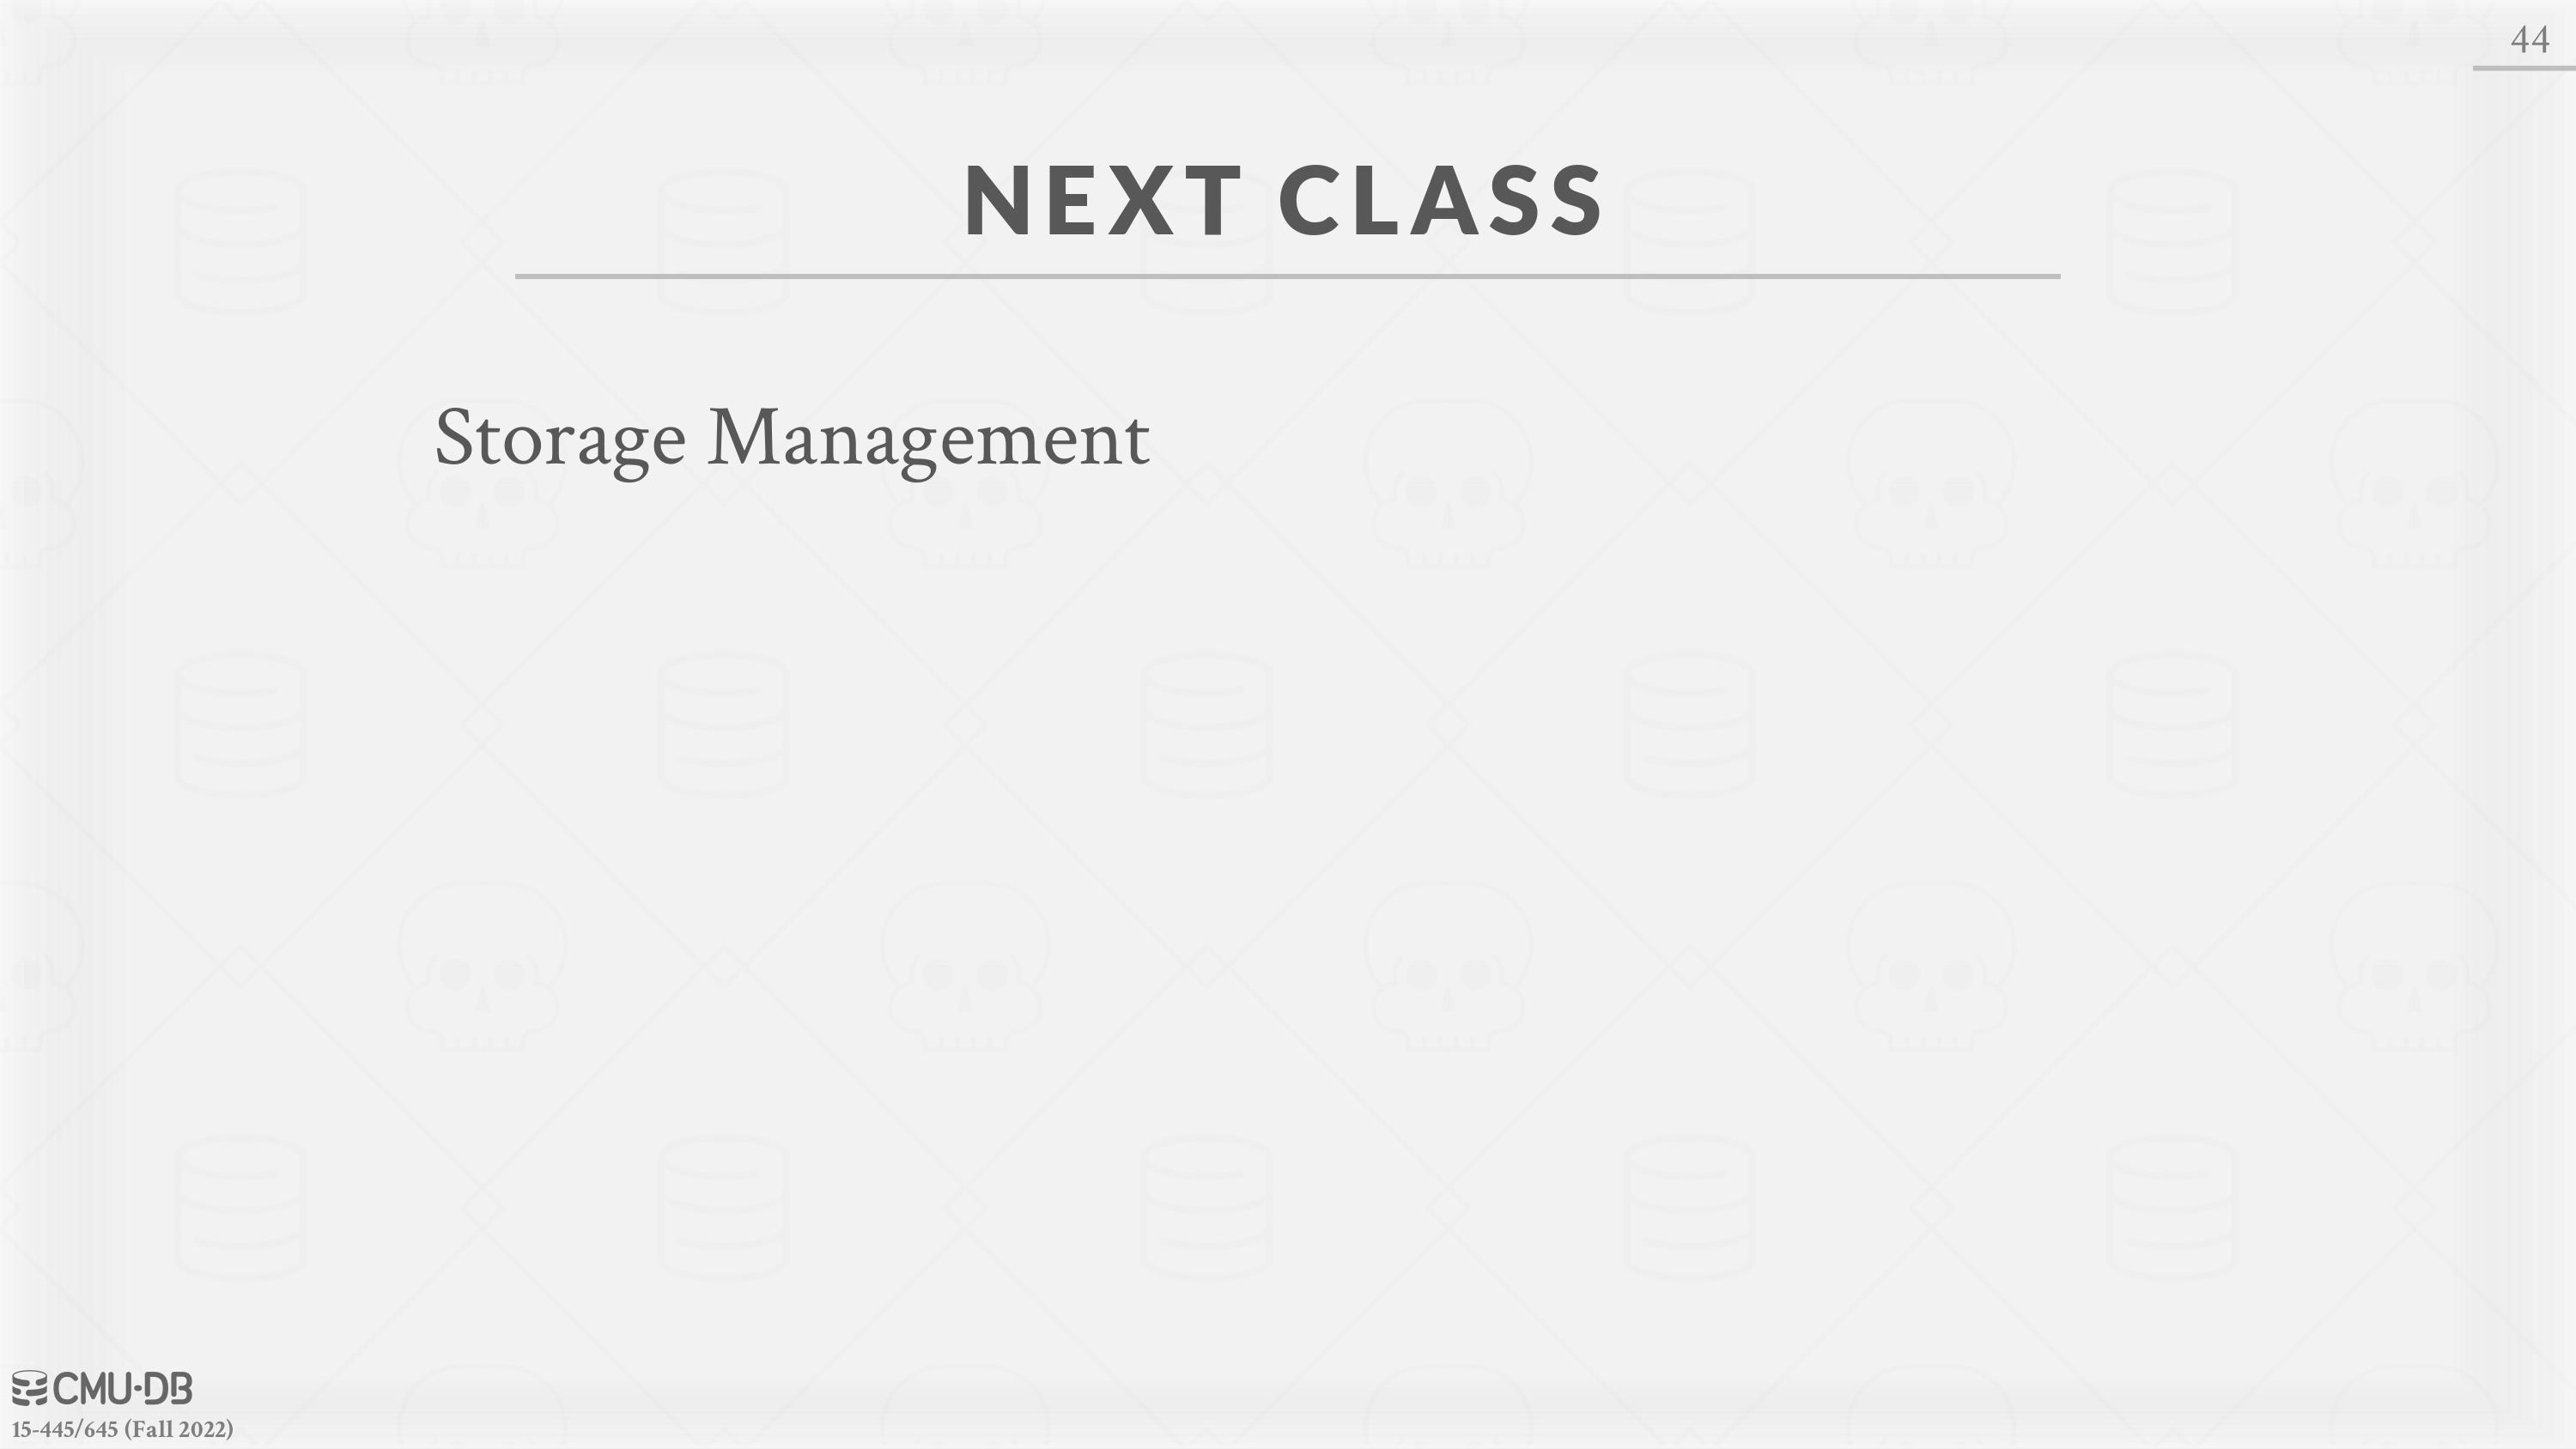 44
NEXT CLASS
Storage Management
CMU·DB
15-445/645 (Fall 2022)